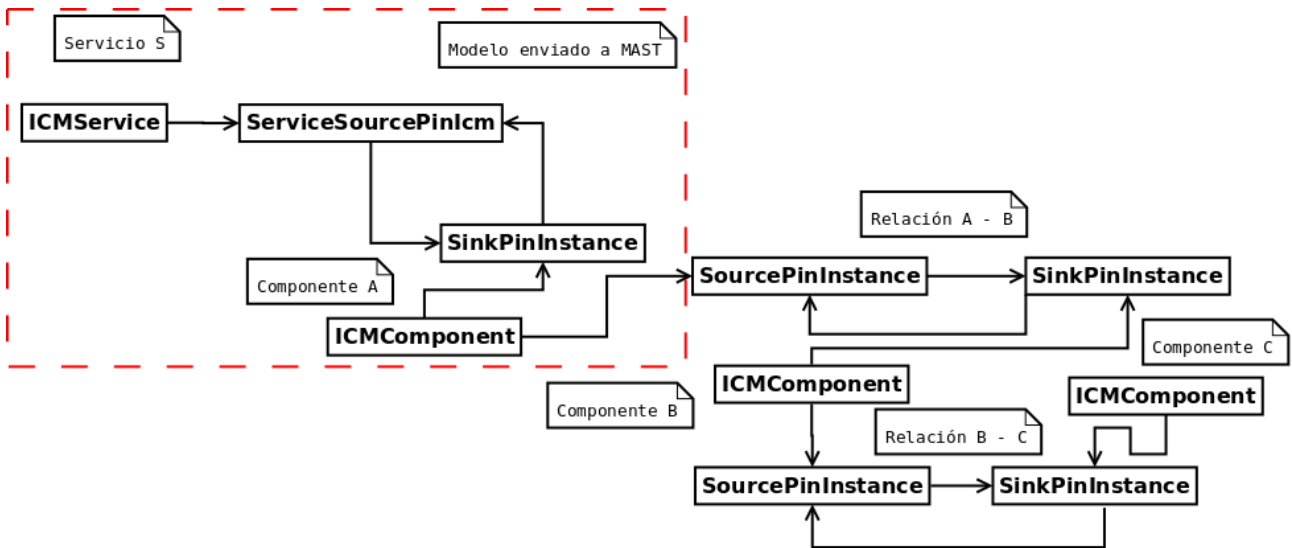 Servicio S
Modelo enviado a MAST
ICMService
ServiceSourcePinIcm
Relación A - B
SinkPinInstance
Componente A
SourcePinInstance
SinkPinInstance
ICMComponent
Componente C
ICMComponent
ICMComponent
Componente B
Relación B - C
SourcePinInstance
SinkPinInstance